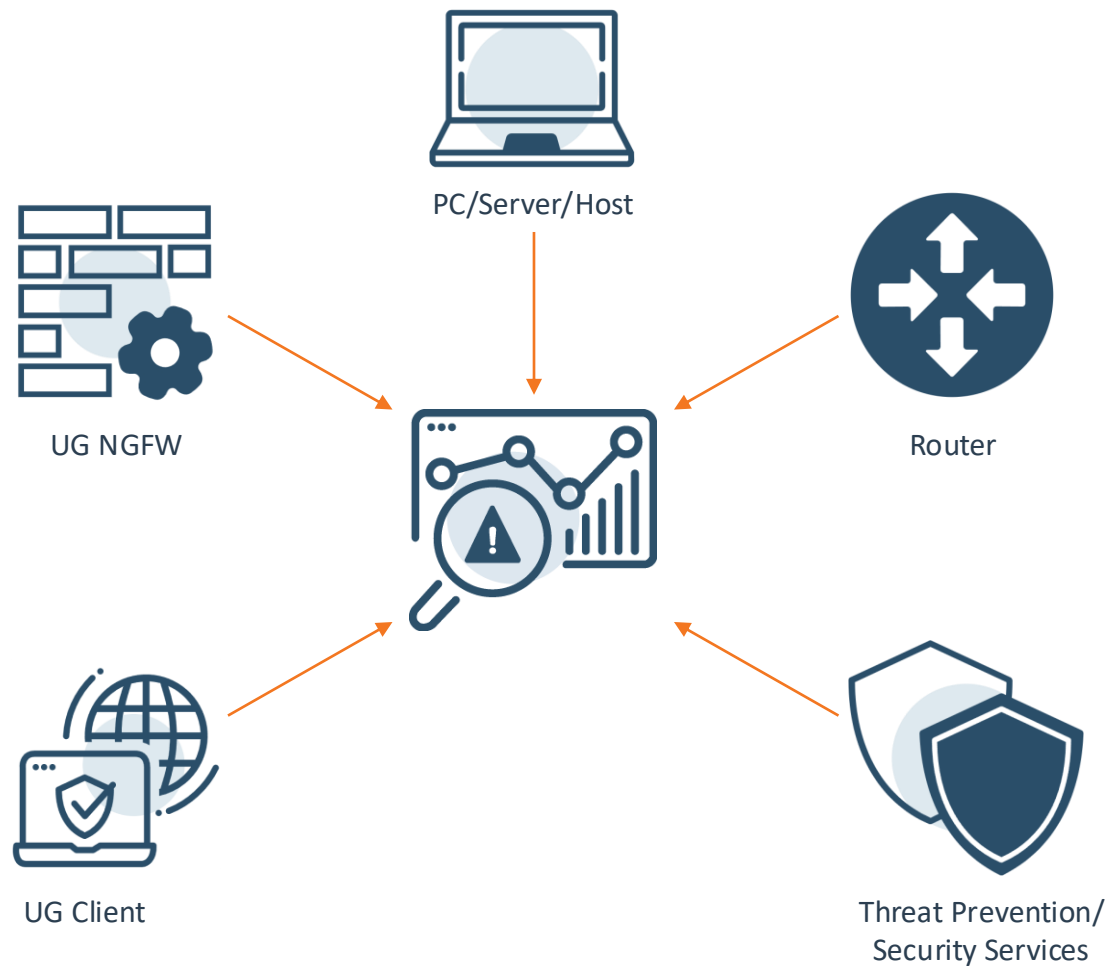 PC/Server/Host
UG NGFW
Router
UG Client
Threat Prevention/
Security Services